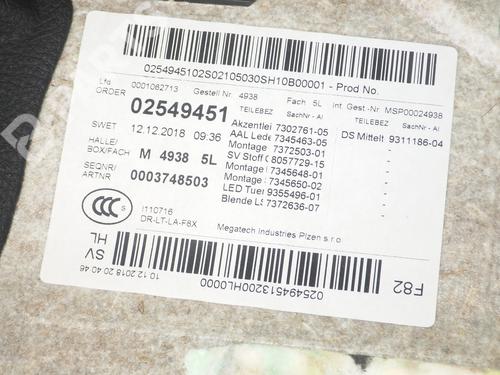 0254945102S02105030SH10B00001 - Prod No.
Lfd 0001082713 Gestell Nr. 4938 Fach 5L int Gest-Nr: MSP00024938
ORDER 02549451 TEILEBEZ Sachnr - AI TEILEBEZ Sachnr - AI
SWET 12.12.2018 09:36
HALLE/
BOX/FACH M 4938 5L
SEQNR/
ARTNR 0003748503
Akzentlei 7302761-05 DS Mittelt 9311186-04
AAL Lede 7345463-05
Montage 7372503-01
SV Stoff 8057729-15
Montage 7345648-01
Montage 7345650-02
LED Tuer 9355496-01
Blende LS 7372636-07
CCC S
I110716
DR-LT-LA-F8X
Megatech Industries Plzen s.r.o
SV
HL
10.12.2018 20:40:46
0254945132000HL0000
F82